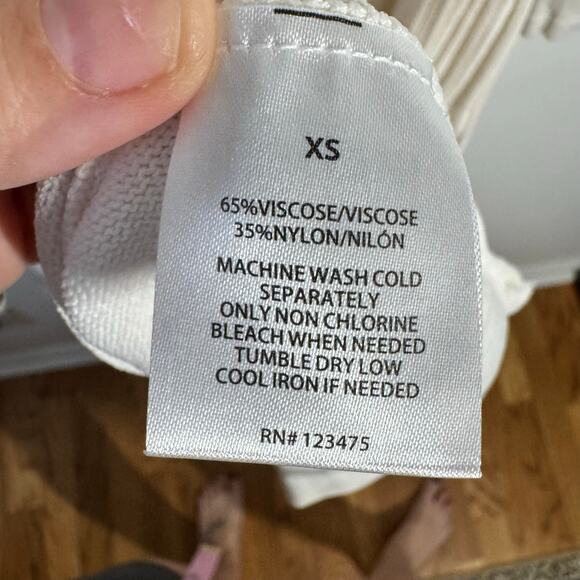 XS
65%VISCOSE/VISCOSE
35%NYLON/NILÓN
MACHINE WASH COLD
SEPARATELY
ONLY NON CHLORINE
BLEACH WHEN NEEDED
TUMBLE DRY LOW
COOL IRON IF NEEDED
RN# 123475